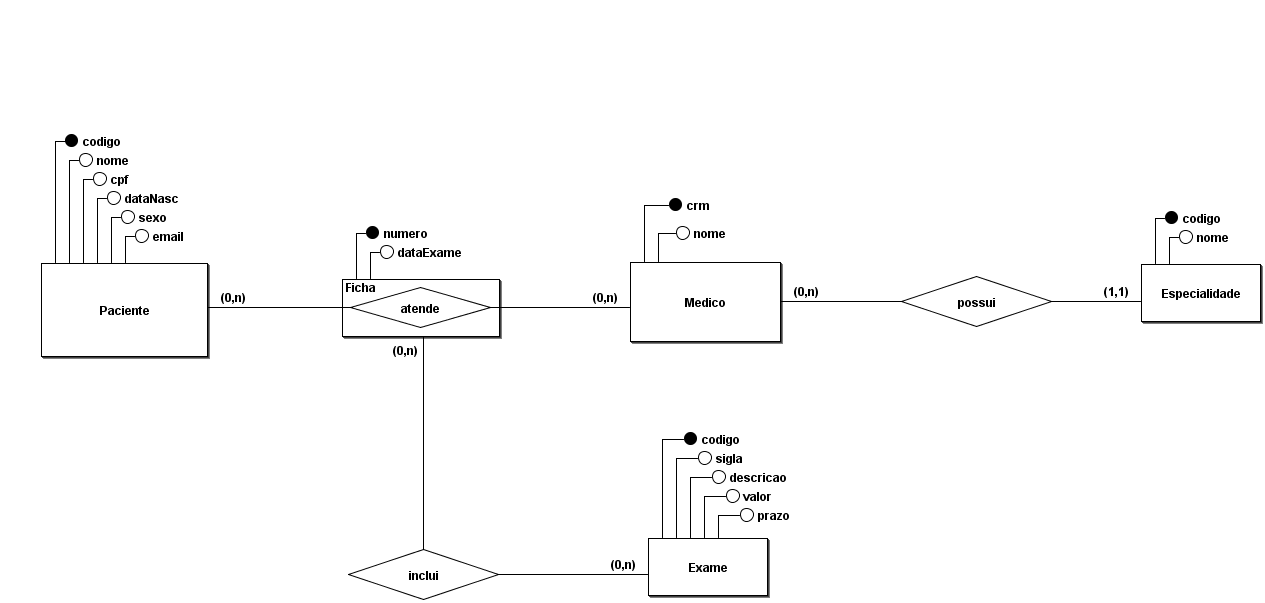 codigo
nome
cpf
dataNasc
sexo
email
Paciente
(0,n)
numero
dataExame
Ficha
atende
(0,n)
(0,n)
crm
nome
Medico
(0,n)
possui
(1,1)
codigo
nome
Especialidade
inclui
(0,n)
codigo
sigla
descricao
valor
prazo
Exame